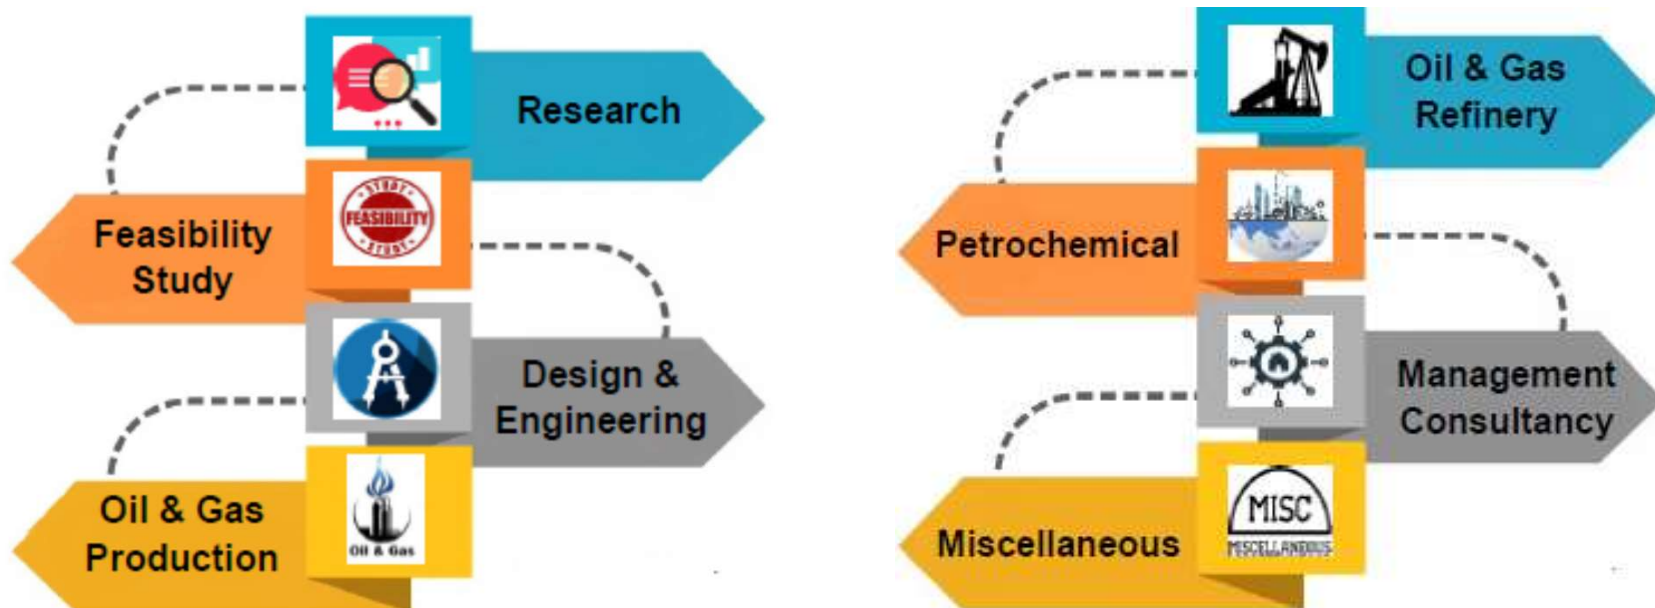 Research
STUDY
FEASIBILITY
STUDY
Feasibility
Study
Design &
Engineering
Oil & Gas
Production
Oil & Gas
Oil & Gas
Refinery
Petrochemical
Management
Consultancy
Miscellaneous
MISC
MISCELLANEOUS